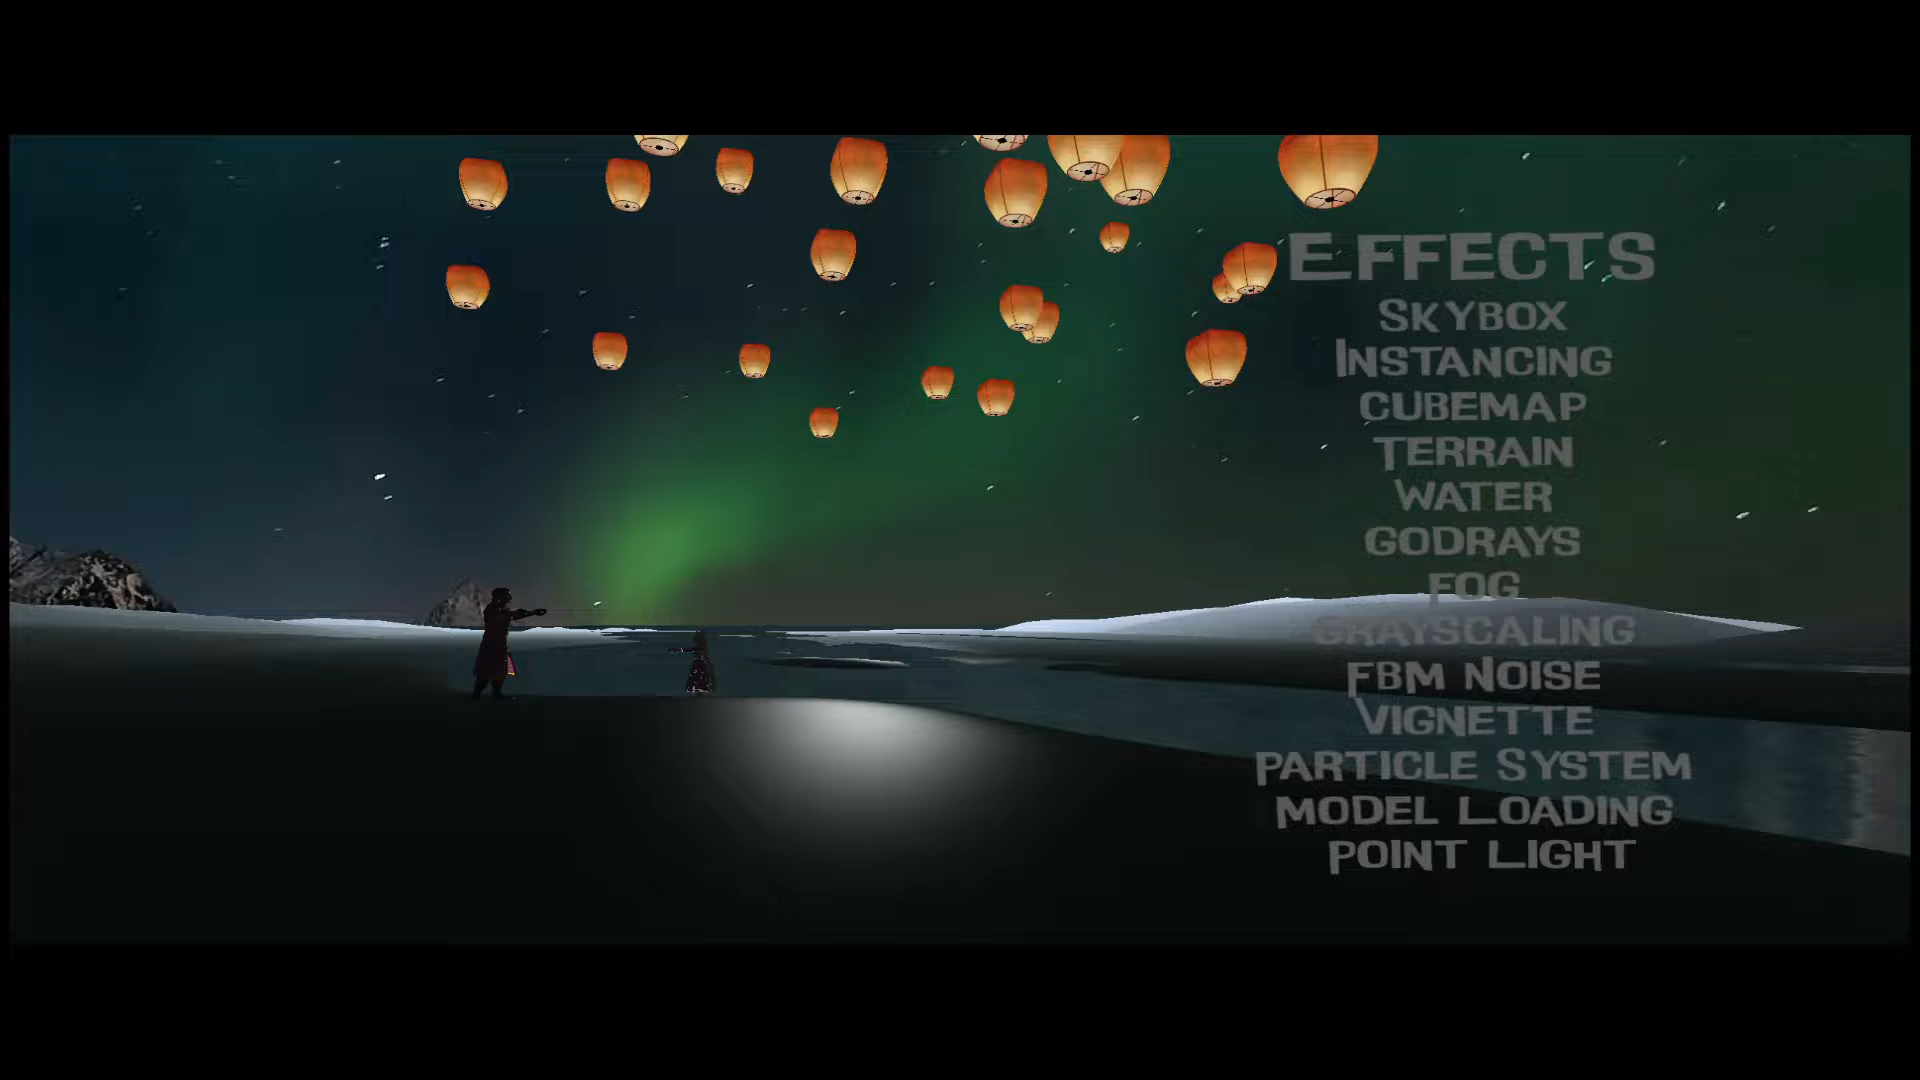 EFFECTS
SKYBOX
INSTANCING
CUBEMAP
TERRAIN
WATER
GODRAYS
FOG
GRAYSCALING
FBM NOISE
VIGNETTE
PARTICLE SYSTEM
MODEL LOADING
POINT LIGHT